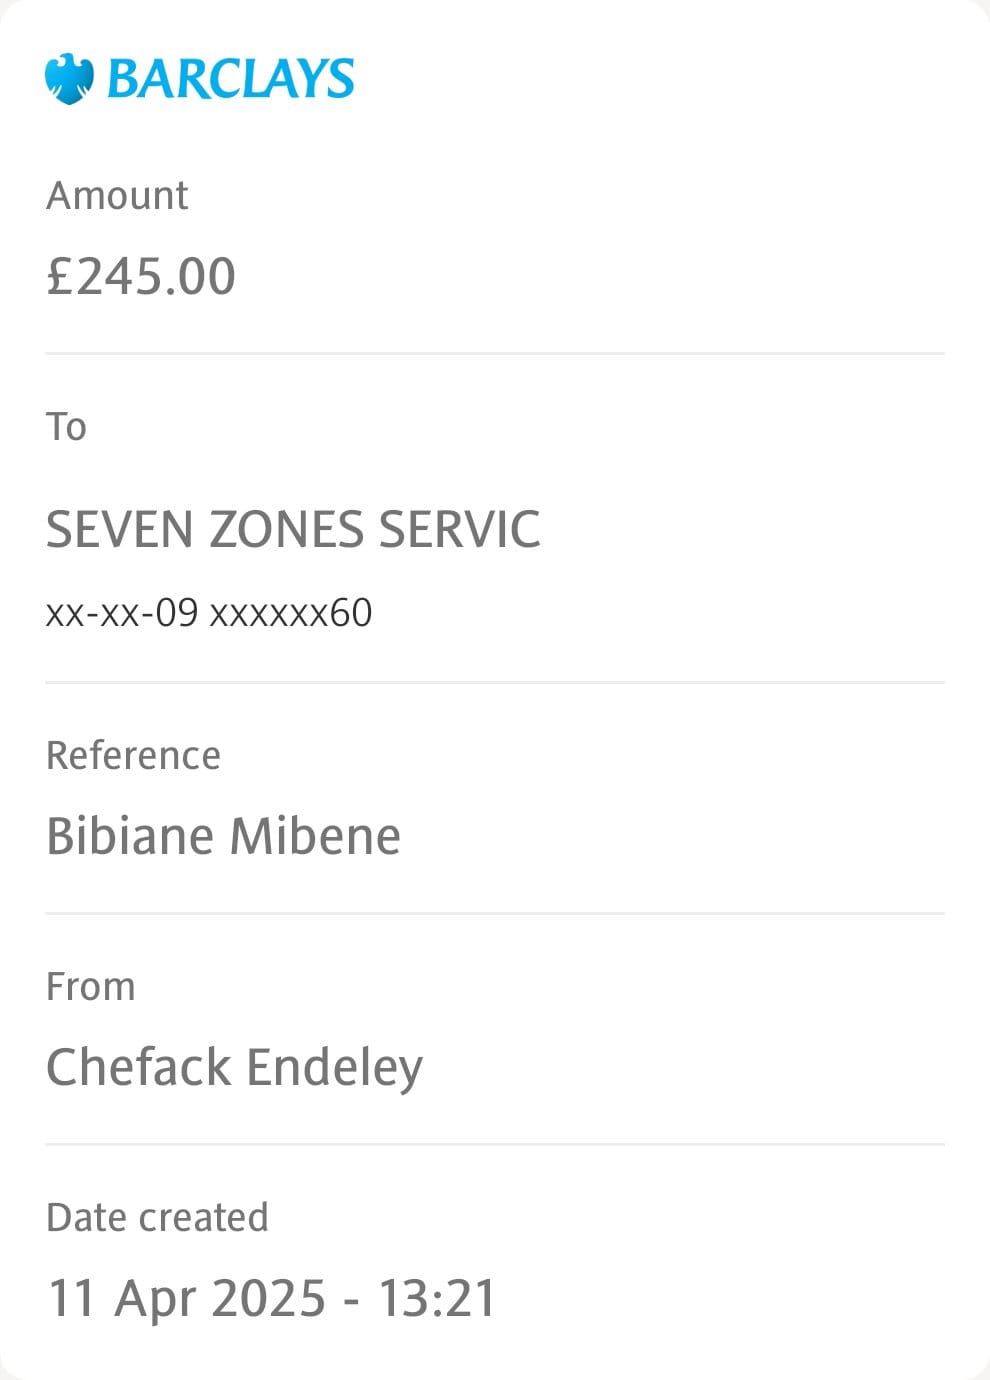 BARCLAYS
Amount
£245.00
To
SEVEN ZONES SERVIC
xx-xx-09 xxxxxx60
Reference
Bibiane Mibene
From
Chefack Endeley
Date created
11 Apr 2025 - 13:21